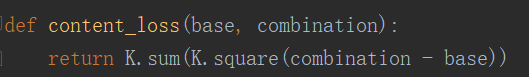 def content_loss(base, combination):
    return K.sum(K.square(combination - base))